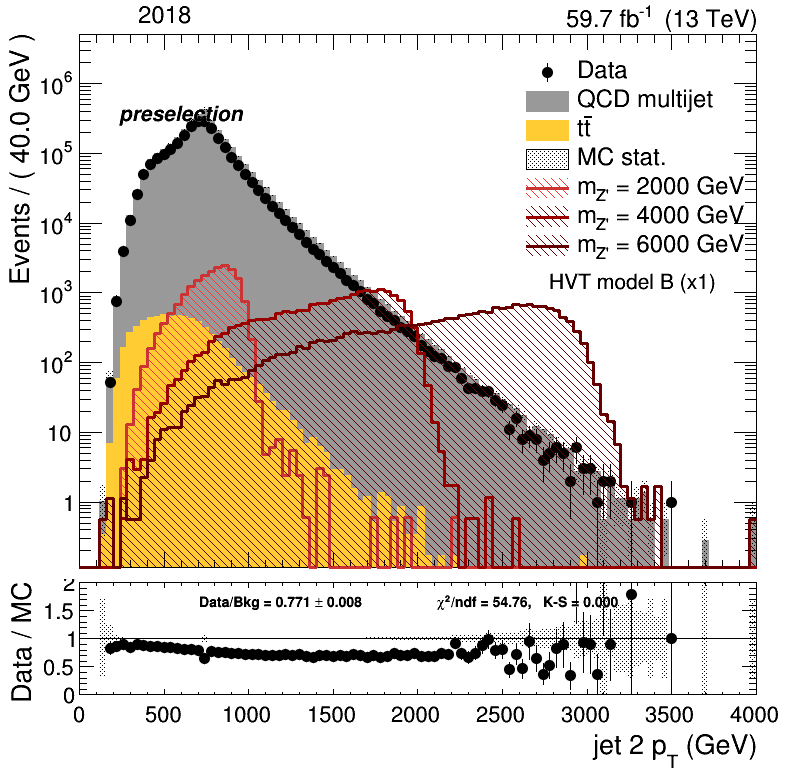 2018
59.7 fb⁻¹ (13 TeV)
Events / ( 40.0 GeV )
10⁶
10⁵
10⁴
10³
10²
10
1
preselection
Data
QCD multijet
tt̄
MC stat.
m_Z' = 2000 GeV
m_Z' = 4000 GeV
m_Z' = 6000 GeV
HVT model B (x1)
Data / MC
2
1.5
1
0.5
0
Data/Bkg = 0.771 ± 0.008
χ²/ndf = 54.76, K-S = 0.000
0 500 1000 1500 2000 2500 3000 3500 4000
jet 2 p_T (GeV)